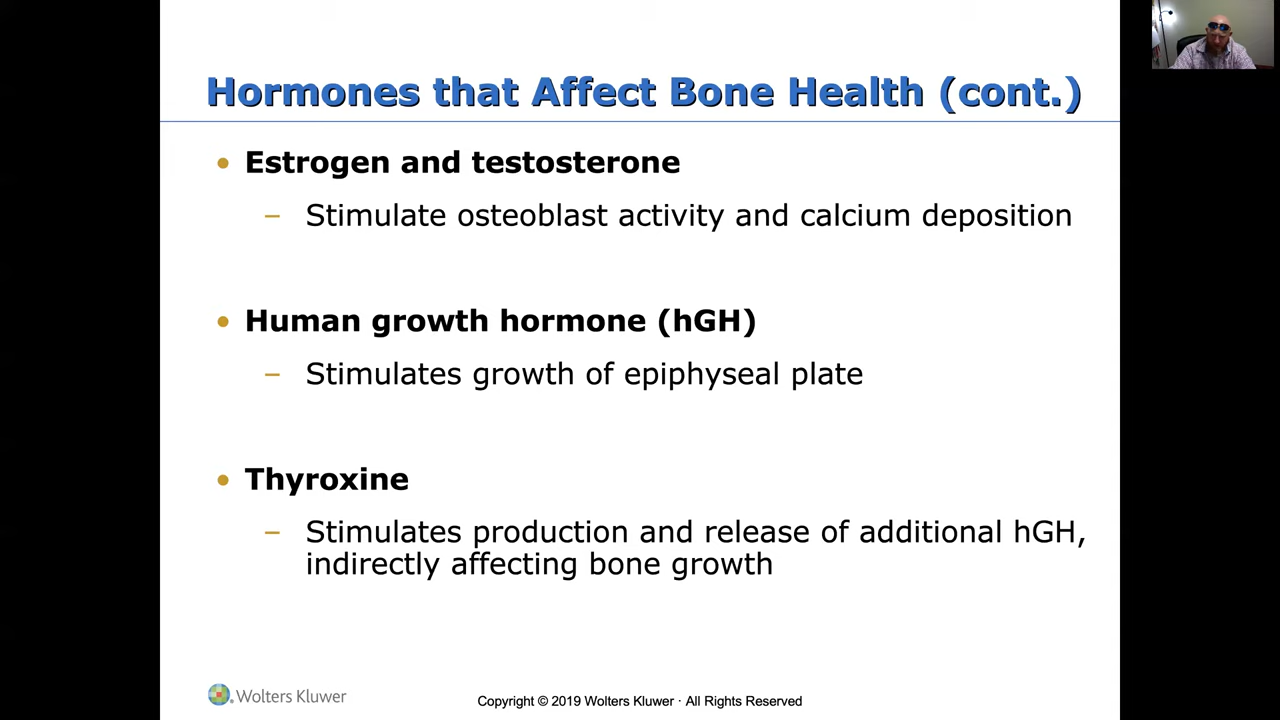 Hormones that Affect Bone Health (cont.)
• Estrogen and testosterone
– Stimulate osteoblast activity and calcium deposition
• Human growth hormone (hGH)
– Stimulates growth of epiphyseal plate
• Thyroxine
– Stimulates production and release of additional hGH,
indirectly affecting bone growth
Wolters Kluwer
Copyright © 2019 Wolters Kluwer · All Rights Reserved